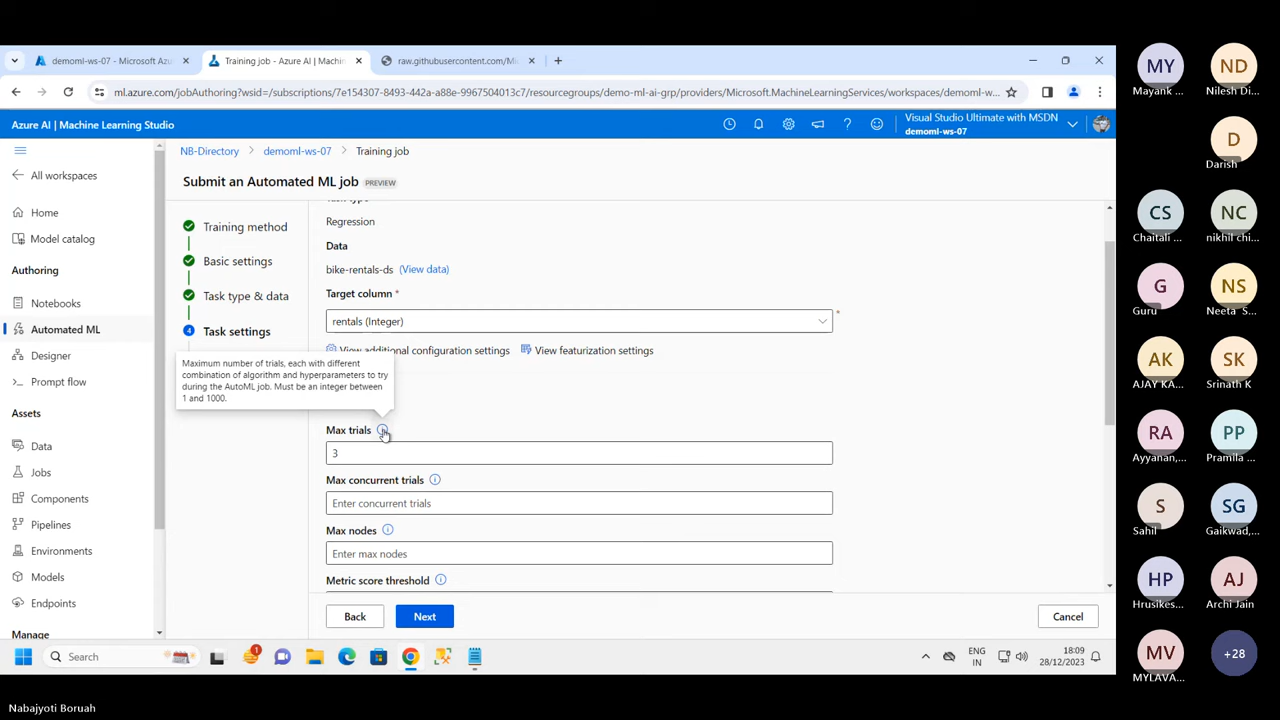 demoml-ws-07 - Microsoft Azu
Training job - Azure AI | Machin
raw.githubusercontent.com/Mi
ml.azure.com/jobAuthoring?wsid=/subscriptions/7e154307-8493-442a-a88e-9967504013c7/resourcegroups/demo-ml-ai-grp/providers/Microsoft.MachineLearningServices/workspaces/demoml-w...
Azure AI | Machine Learning Studio
Visual Studio Ultimate with MSDN
demoml-ws-07
All workspaces
Home
Model catalog
Authoring
Notebooks
Automated ML
Designer
Prompt flow
Assets
Data
Jobs
Components
Pipelines
Environments
Models
Endpoints
Manage
NB-Directory > demoml-ws-07 > Training job
Submit an Automated ML job PREVIEW
Training method
Basic settings
Task type & data
4 Task settings
Maximum number of trials, each with different
combination of algorithm and hyperparameters to try
during the AutoML job. Must be an integer between
1 and 1000.
Task type
Regression
Data
bike-rentals-ds (View data)
Target column *
rentals (Integer)
*
View additional configuration settings View featurization settings
Max trials
3
Max concurrent trials
Enter concurrent trials
Max nodes
Enter max nodes
Metric score threshold
Back
Next
Cancel
Search
1
ENG
IN
18:09
28/12/2023
MY
Mayank ...
ND
Nilesh Di...
D
Darish
CS
Chaitali ...
NC
nikhil chi...
G
Guru
NS
Neeta S...
AK
AJAY KA...
SK
Srinath K
RA
Ayyanan,...
PP
Pramila ...
S
Sahil
SG
Gaikwad,...
HP
Hrusikes...
AJ
Archi Jain
MV
MYLAVA...
+28
Nabajyoti Boruah